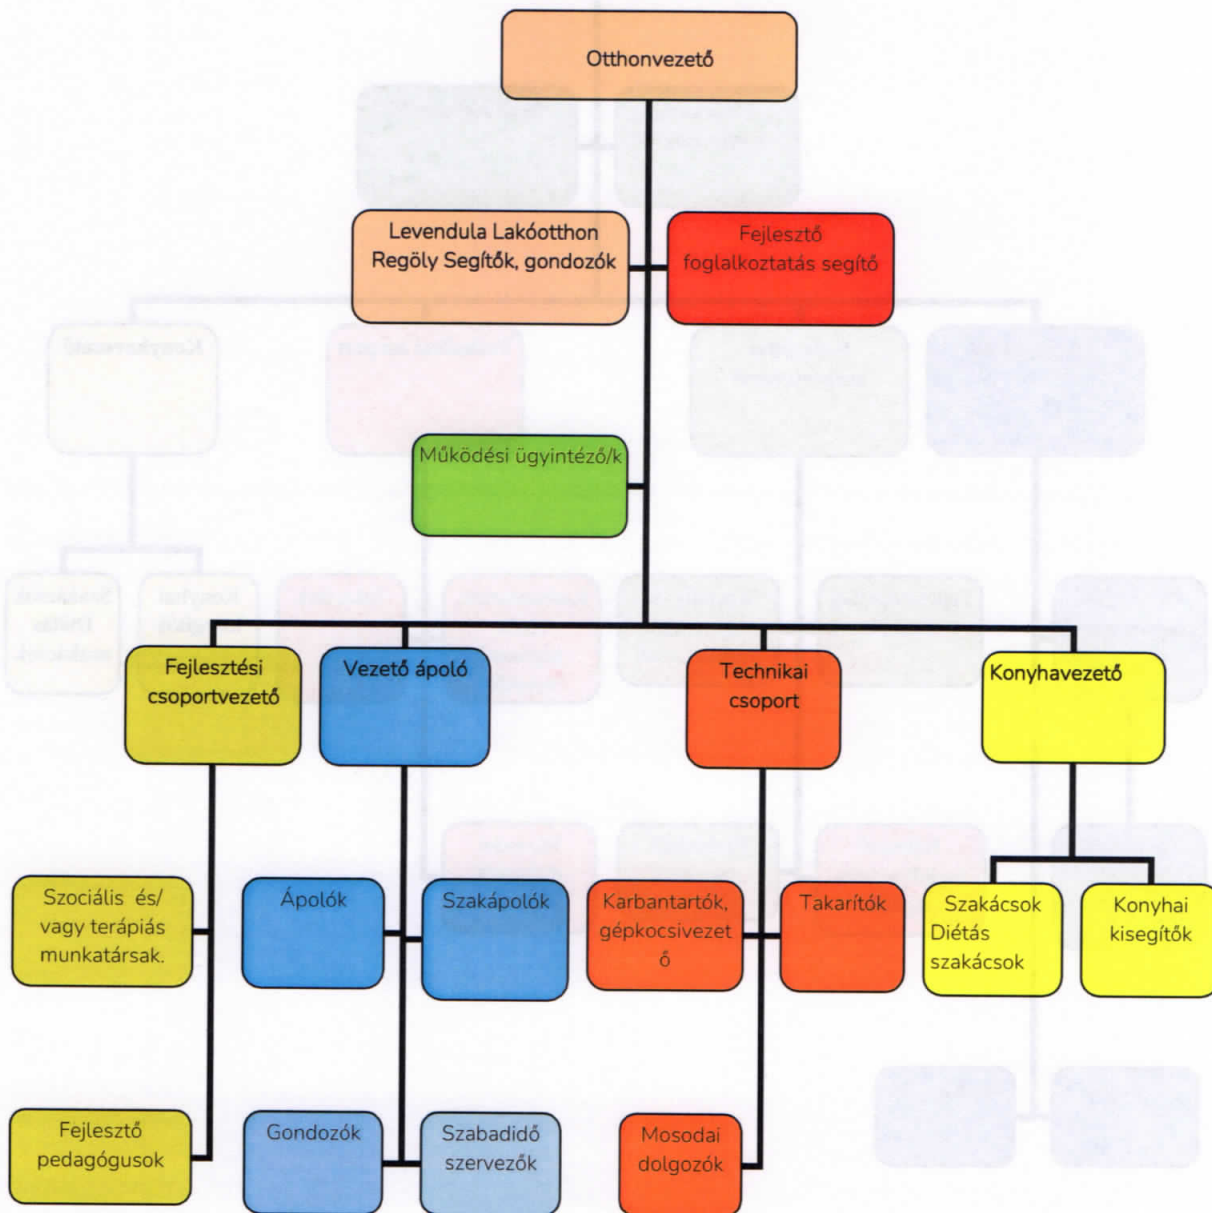 Otthonvezető
Levendula Lakóotthon
Regöly Segítők, gondozók
Fejlesztő
foglalkoztatás segítő
Működési ügyintéző/k
Fejlesztési
csoportvezető
Vezető ápoló
Technikai
csoport
Konyhavezető
Szociális és/
vagy terápiás
munkatársak.
Ápolók
Szakápolók
Karbantartók,
gépkocsivezet
ő
Takarítók
Szakácsok
Diétás
szakácsok
Konyhai
kisegítők
Fejlesztő
pedagógusok
Gondozók
Szabadidő
szervezők
Mosodai
dolgozók